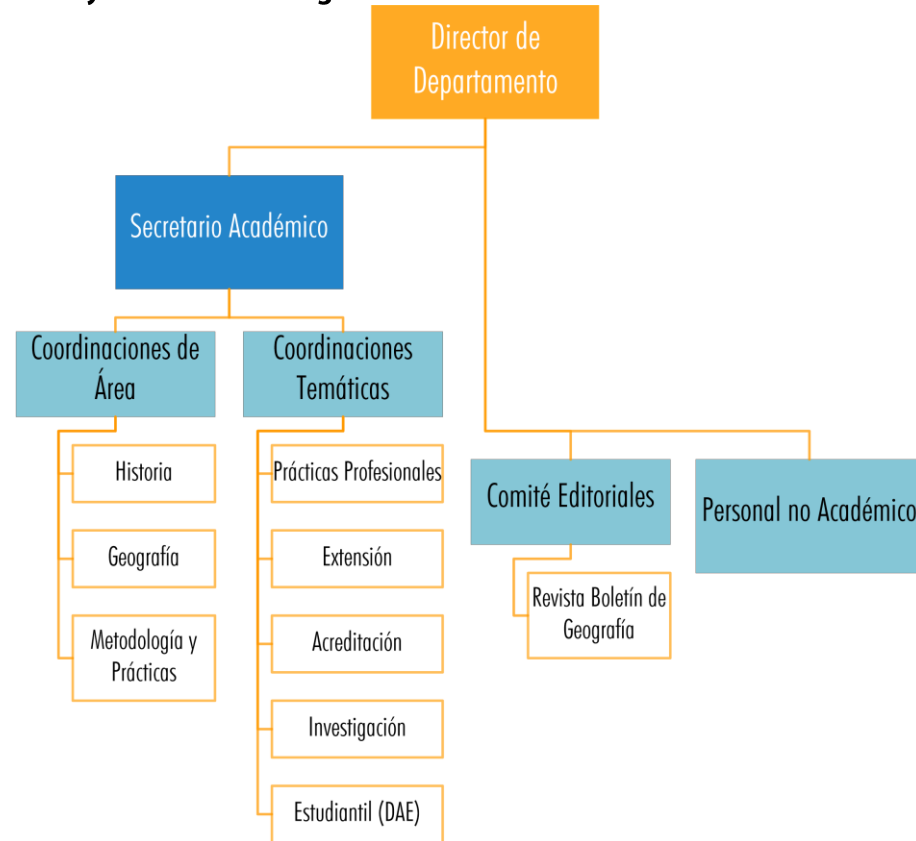 Director de
Departamento
Secretario Académico
Coordinaciones de
Área
Coordinaciones
Temáticas
Historia
Geografía
Metodología y
Prácticas
Prácticas Profesionales
Extensión
Acreditación
Investigación
Estudiantil (DAE)
Comité Editoriales
Revista Boletín de
Geografía
Personal no Académico